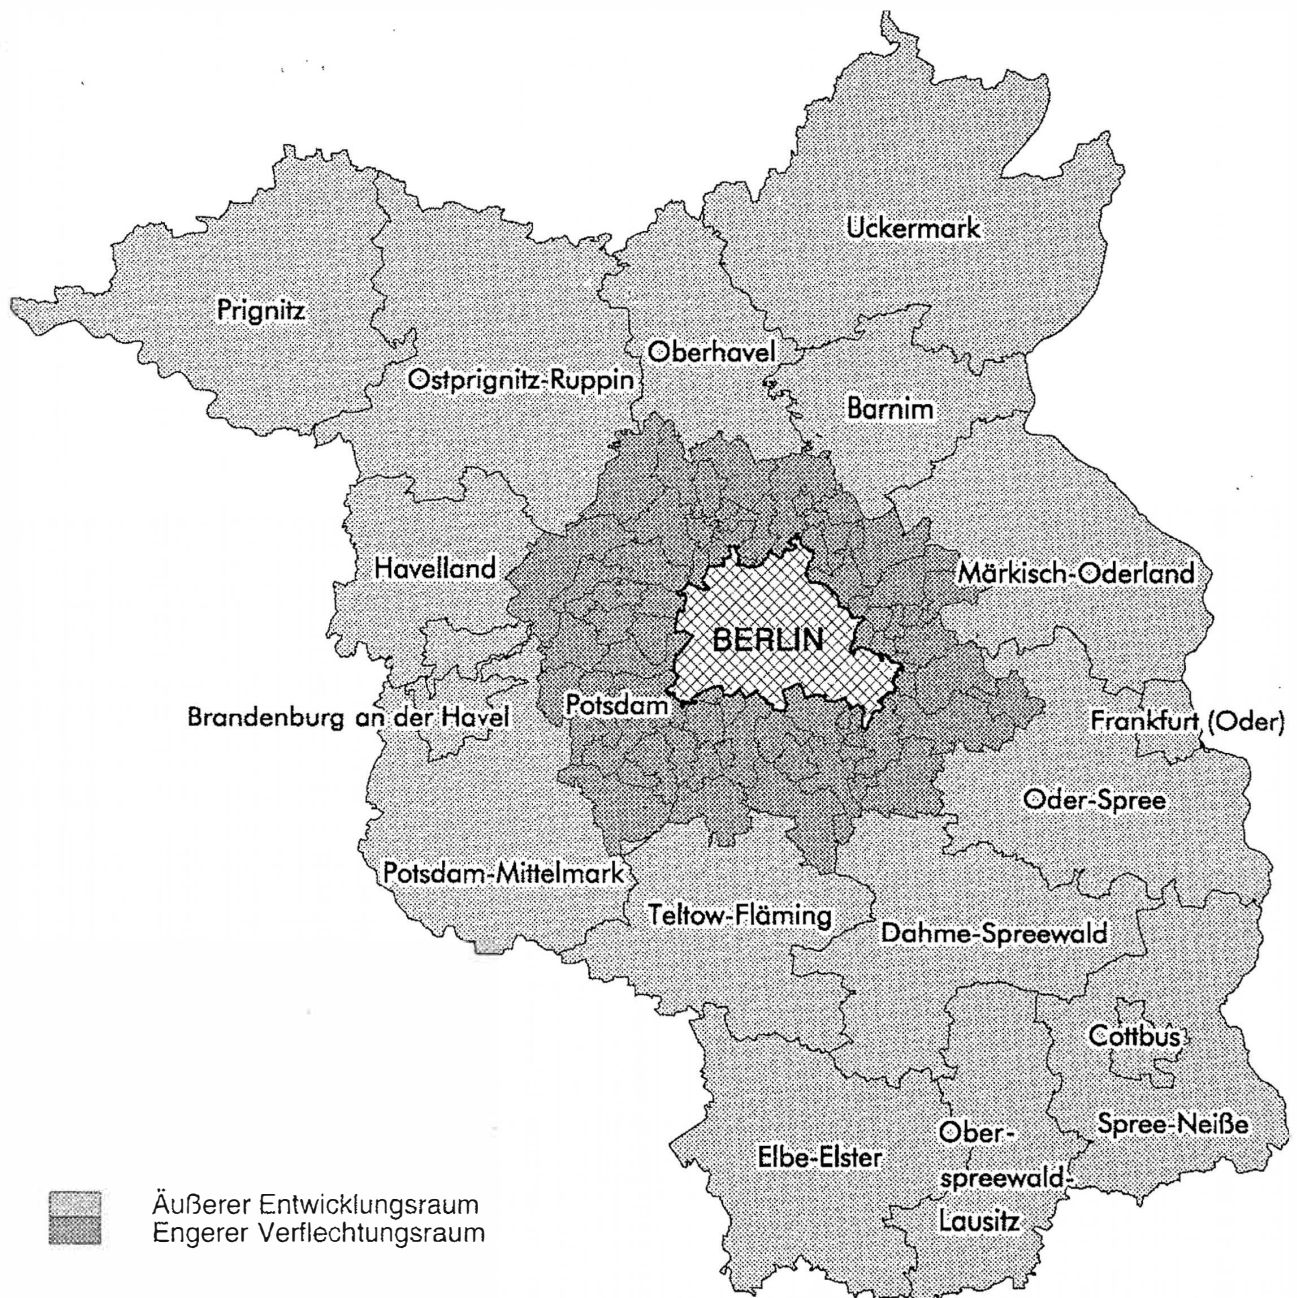 Uckermark
Prignitz
Oberhavel
Ostprignitz-Ruppin
Barnim
Havelland
Märkisch-Oderland
BERLIN
Potsdam
Brandenburg an der Havel
Frankfurt (Oder)
Oder-Spree
Potsdam-Mittelmark
Teltow-Fläming
Dahme-Spreewald
Cottbus
Spree-Neiße
Elbe-Elster
Ober-
spreewald-
Lausitz
Äußerer Entwicklungsraum
Engerer Verflechtungsraum